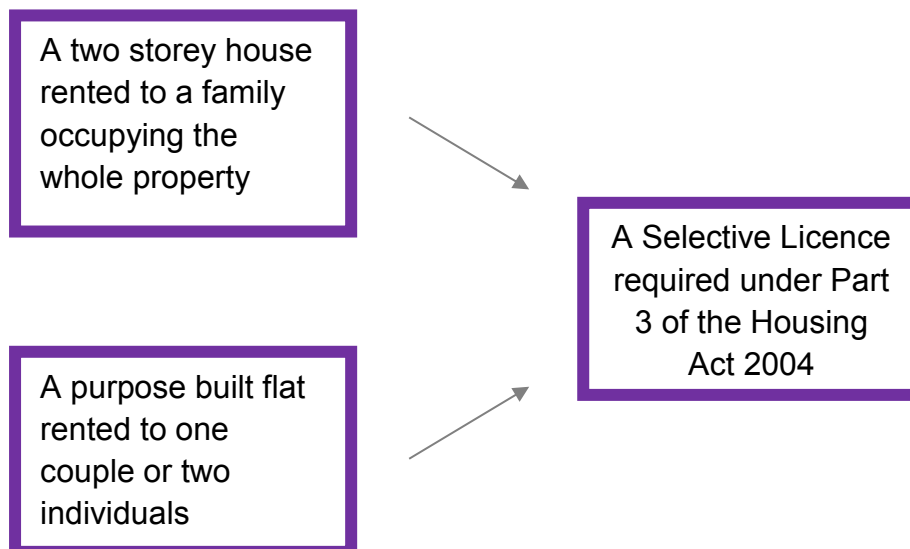 A two storey house
rented to a family
occupying the
whole property
A Selective Licence
required under Part
3 of the Housing
Act 2004
A purpose built flat
rented to one
couple or two
individuals